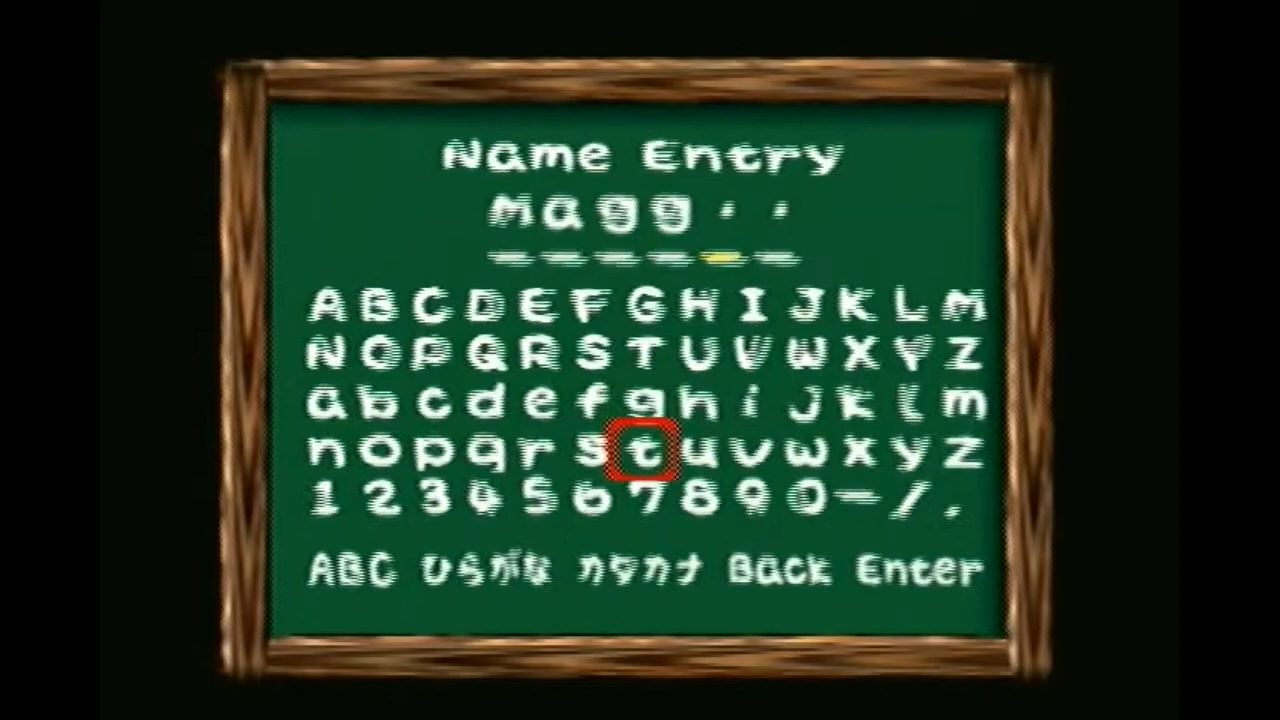 Name Entry
Magg··
ABCDEFGHIJKLM
NOPQRSTUVWXYZ
abcdefghijklm
nopqrstuvwxyz
1234567890-/.
ABC ひらがな カタカナ Back Enter